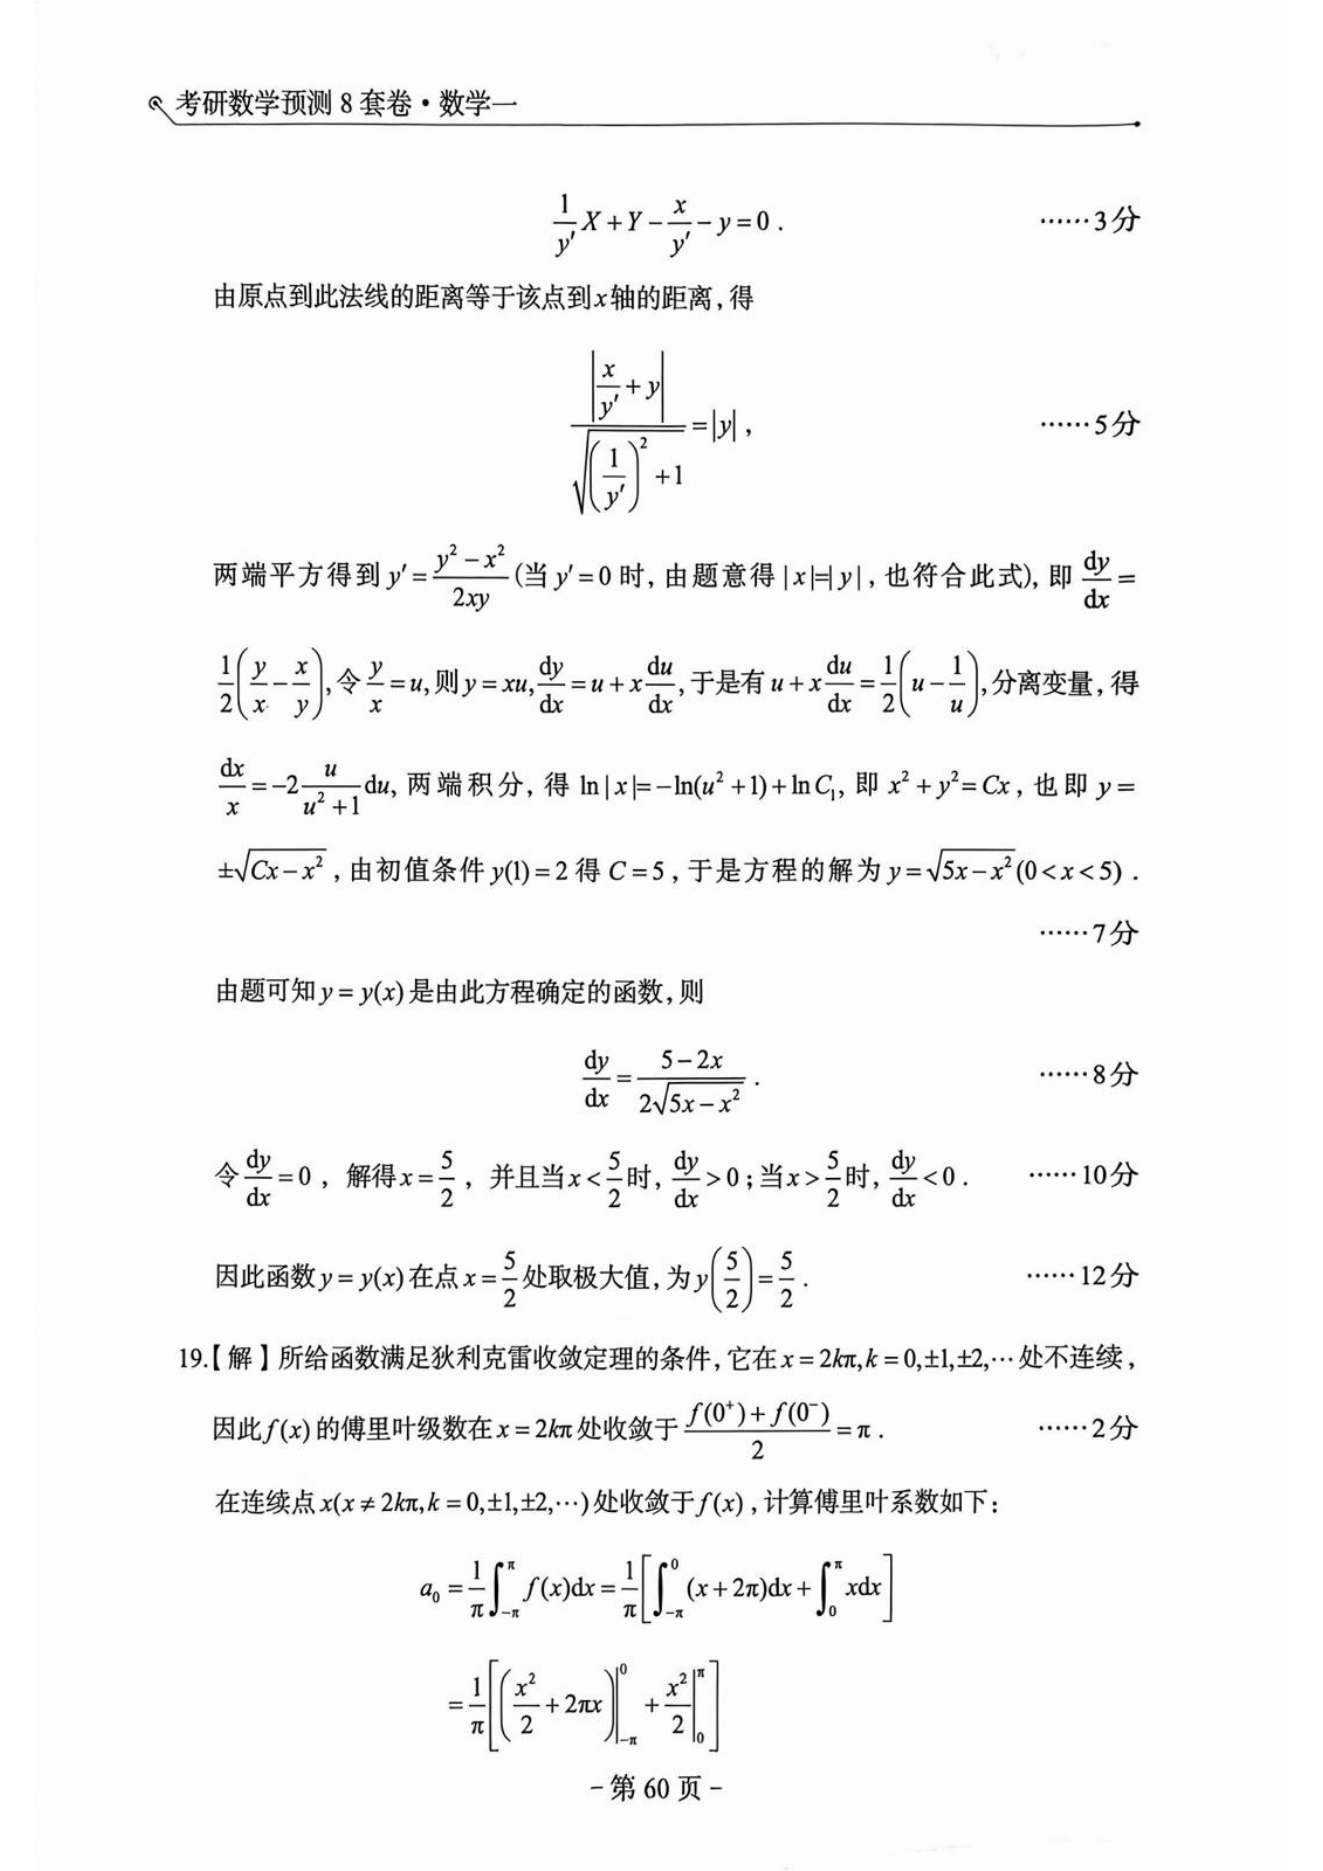 考研数学预测 8 套卷·数学一
$\frac{1}{y'}X+Y-\frac{x}{y'}-y=0$. ……3分
由原点到此法线的距离等于该点到x轴的距离,得
$\frac{\left|\frac{x}{y'}+y\right|}{\sqrt{\left(\frac{1}{y'}\right)^2+1}}=|y|$, ……5分
两端平方得到 $y'=\frac{y^2-x^2}{2xy}$ (当 $y'=0$ 时, 由题意得 $|x|=|y|$, 也符合此式), 即 $\frac{dy}{dx}=$
$\frac{1}{2}\left(\frac{y}{x}-\frac{x}{y}\right)$,令 $\frac{y}{x}=u$,则 $y=xu,\frac{dy}{dx}=u+x\frac{du}{dx}$,于是有 $u+x\frac{du}{dx}=\frac{1}{2}\left(u-\frac{1}{u}\right)$,分离变量,得
$\frac{dx}{x}=-2\frac{u}{u^2+1}du$, 两端积分, 得 $\ln|x|=-\ln(u^2+1)+\ln C_1$, 即 $x^2+y^2=Cx$, 也即 $y=$
$\pm\sqrt{Cx-x^2}$, 由初值条件 $y(1)=2$ 得 $C=5$, 于是方程的解为 $y=\sqrt{5x-x^2}(0<x<5)$.
……7分
由题可知 $y=y(x)$ 是由此方程确定的函数,则
$\frac{dy}{dx}=\frac{5-2x}{2\sqrt{5x-x^2}}$. ……8分
令 $\frac{dy}{dx}=0$, 解得 $x=\frac{5}{2}$, 并且当 $x<\frac{5}{2}$ 时, $\frac{dy}{dx}>0$; 当 $x>\frac{5}{2}$ 时, $\frac{dy}{dx}<0$. ……10分
因此函数 $y=y(x)$ 在点 $x=\frac{5}{2}$ 处取极大值,为 $y\left(\frac{5}{2}\right)=\frac{5}{2}$. ……12分
19.【解】所给函数满足狄利克雷收敛定理的条件,它在 $x=2k\pi,k=0,\pm1,\pm2,\cdots$ 处不连续,
因此 $f(x)$ 的傅里叶级数在 $x=2k\pi$ 处收敛于 $\frac{f(0^+)+f(0^-)}{2}=\pi$. ……2分
在连续点 $x(x\neq2k\pi,k=0,\pm1,\pm2,\cdots)$ 处收敛于 $f(x)$,计算傅里叶系数如下:
$a_0=\frac{1}{\pi}\int_{-\pi}^{\pi}f(x)dx=\frac{1}{\pi}\left[\int_{-\pi}^{0}(x+2\pi)dx+\int_{0}^{\pi}xdx\right]$
$=\frac{1}{\pi}\left[\left(\frac{x^2}{2}+2\pi x\right)\Big|_{-\pi}^{0}+\frac{x^2}{2}\Big|_{0}^{\pi}\right]$
- 第 60 页 -